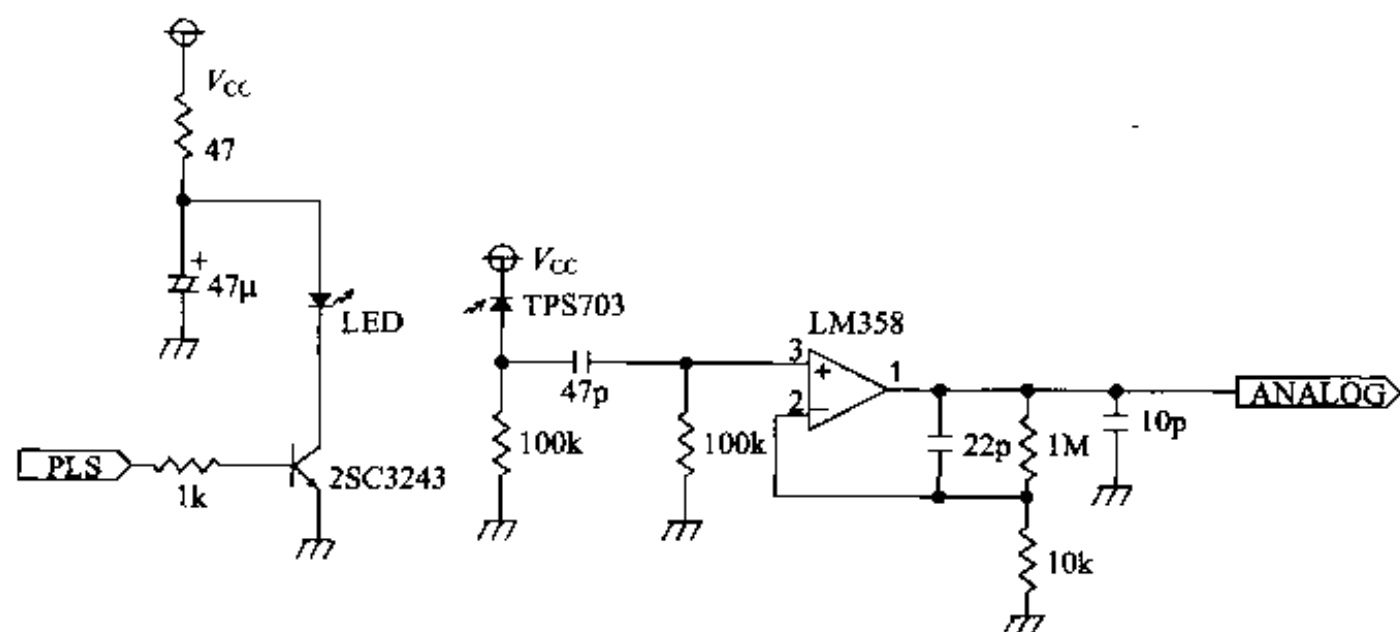 V_CC
47
47µ
LED
PLS
1k
2SC3243
V_CC
TPS703
47p
100k
100k
LM358
3
+
2
−
1
22p
1M
10p
10k
ANALOG
+